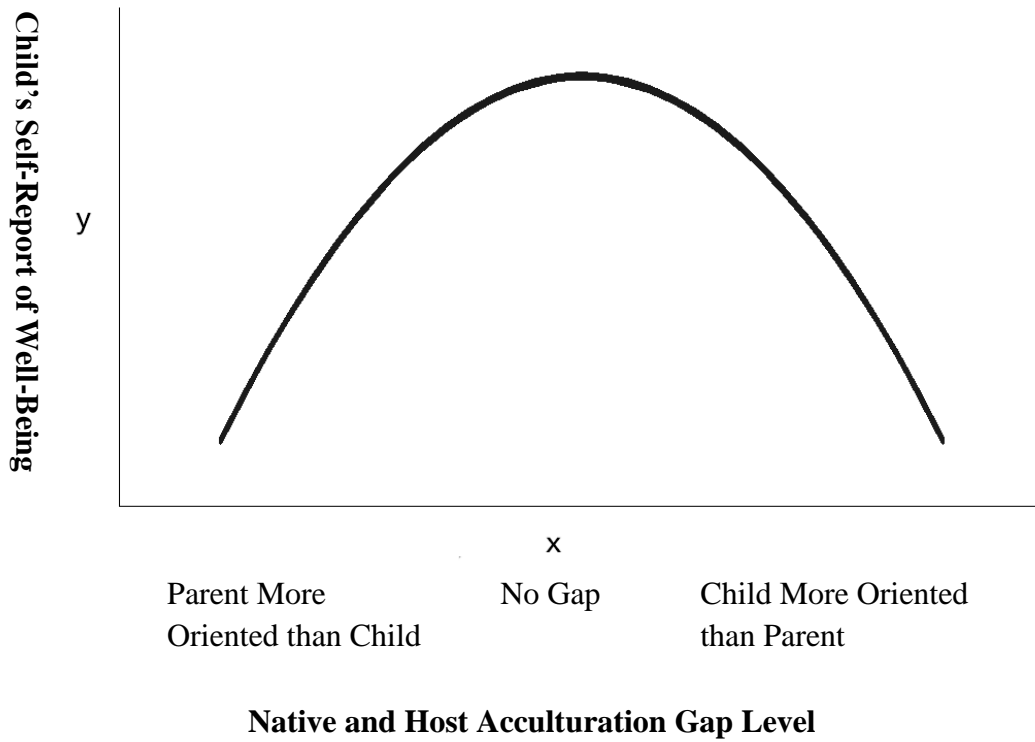 Child's Self-Report of Well-Being
y
x
Parent More
Oriented than Child
No Gap
Child More Oriented
than Parent
Native and Host Acculturation Gap Level